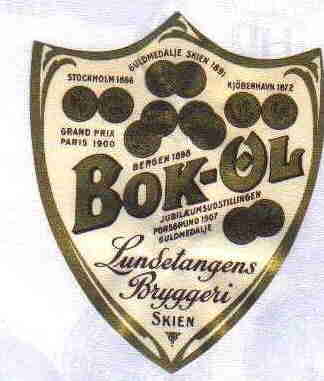 GULDMEDALJE SKIEN 1891
STOCKHOLM 1866
KJÖBENHAVN 1872
GRAND PRIX
PARIS 1900
BERGEN 1898
BOK-ØL
JUBILÆUMSUDSTILLINGEN
PORSGRUND 1907
GULDMEDALJE
Lundetangens
Bryggeri
SKIEN